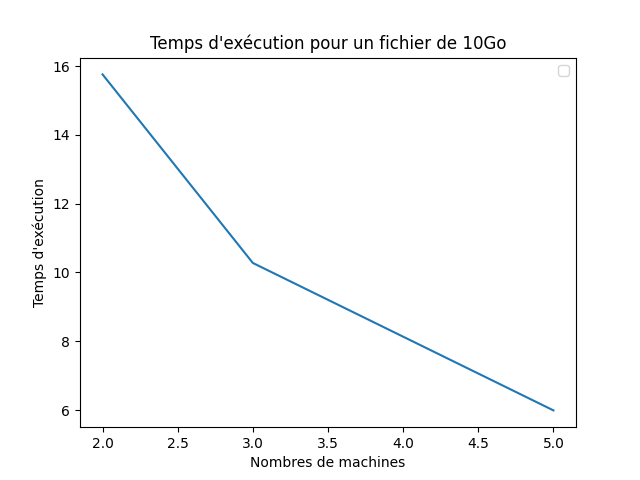 Temps d'exécution pour un fichier de 10Go
16
14
12
10
8
6
Temps d'exécution
2.0 2.5 3.0 3.5 4.0 4.5 5.0
Nombres de machines